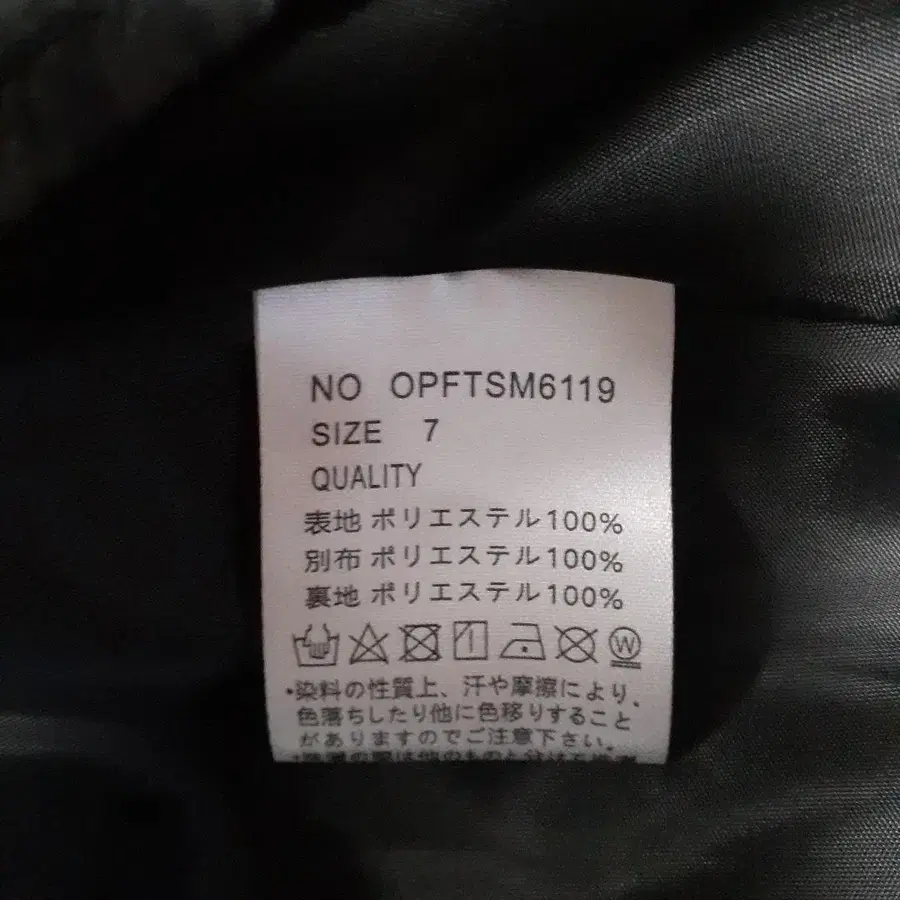 NO OPFTSM6119
SIZE 7
QUALITY
表地 ポリエステル100%
別布 ポリエステル100%
裏地 ポリエステル100%
W
・染料の性質上、汗や摩擦により、
色落ちしたり他に色移りすること
がありますのでご注意下さい。